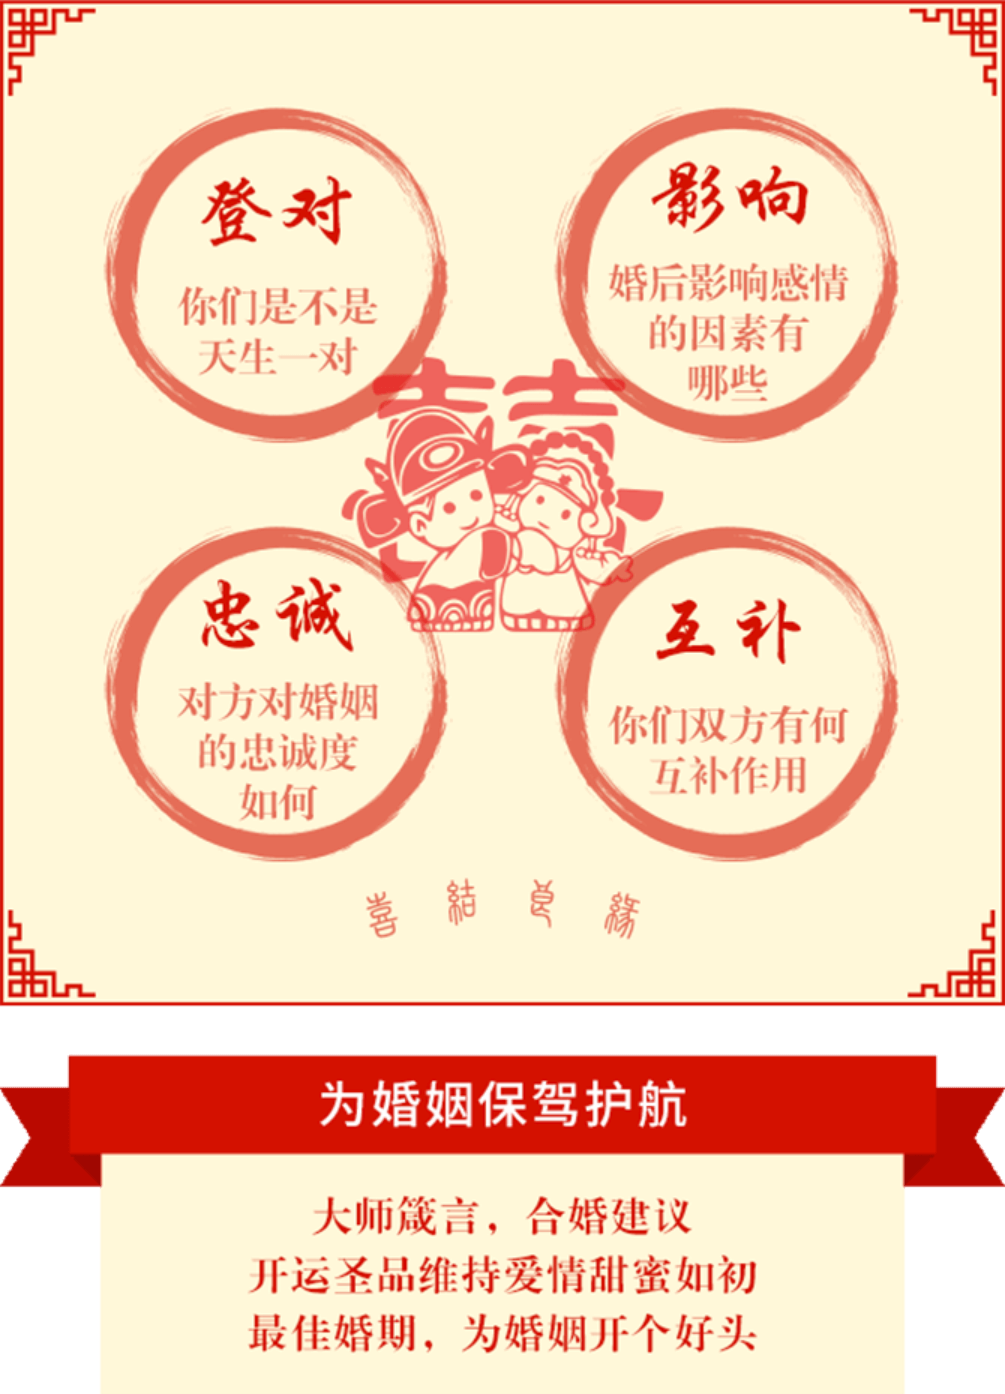 登对
你们是不是
天生一对
影响
婚后影响感情
的因素有
哪些
忠诚
对方对婚姻
的忠诚度
如何
互补
你们双方有何
互补作用
喜結良緣
为婚姻保驾护航
大师箴言，合婚建议
开运圣品维持爱情甜蜜如初
最佳婚期，为婚姻开个好头